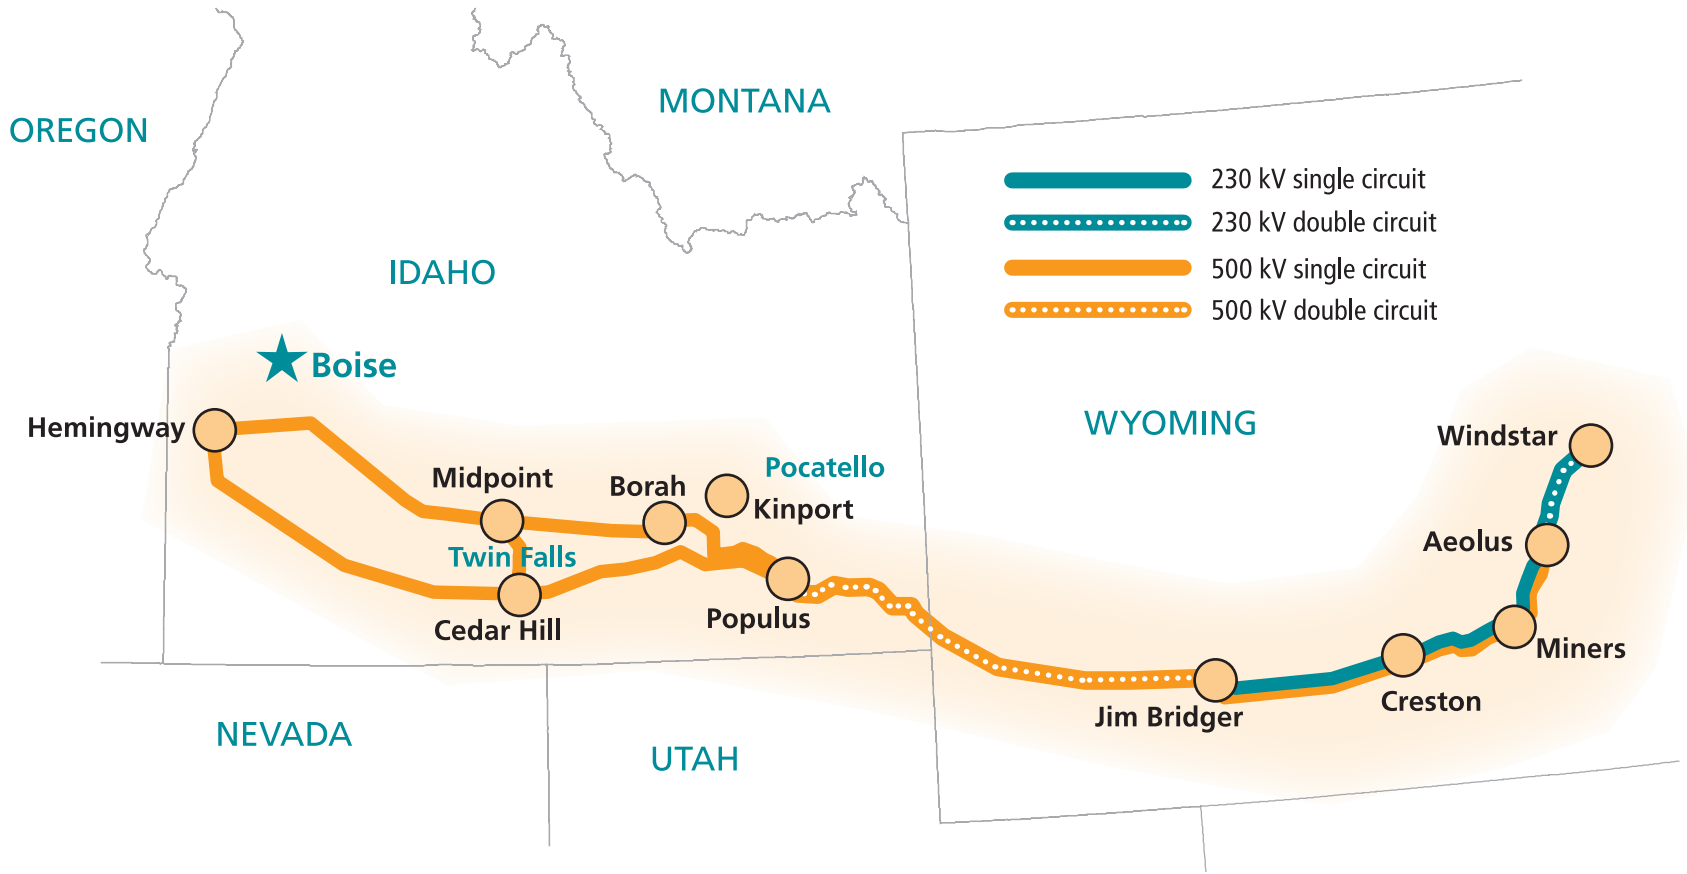 MONTANA
OREGON
230 kV single circuit
230 kV double circuit
IDAHO
500 kV single circuit
500 kV double circuit
Boise
WYOMING
Hemingway
Windstar
Midpoint
Borah
Pocatello
Kinport
Aeolus
Twin Falls
Populus
Cedar Hill
Miners
Creston
Jim Bridger
NEVADA
UTAH